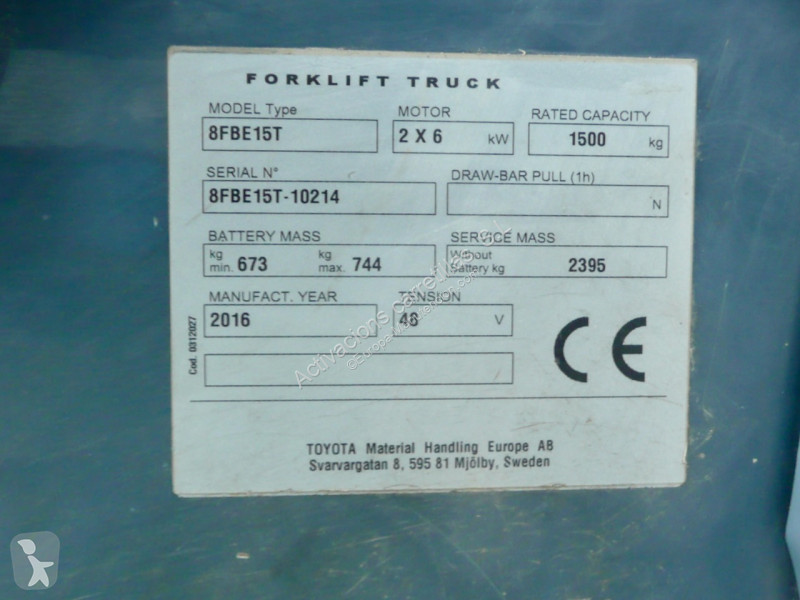 FORKLIFT TRUCK
MODEL Type MOTOR RATED CAPACITY
8FBE15T 2 X 6 kW 1500 kg
SERIAL N° DRAW-BAR PULL (1h)
8FBE15T-10214 N
BATTERY MASS SERVICE MASS
kg kg Without
min. 673 max. 744 Battery kg 2395
MANUFACT. YEAR TENSION
2016 48 V
CE
Cod. 0312027
TOYOTA Material Handling Europe AB
Svarvargatan 8, 595 81 Mjölby, Sweden
Activacions carretillas